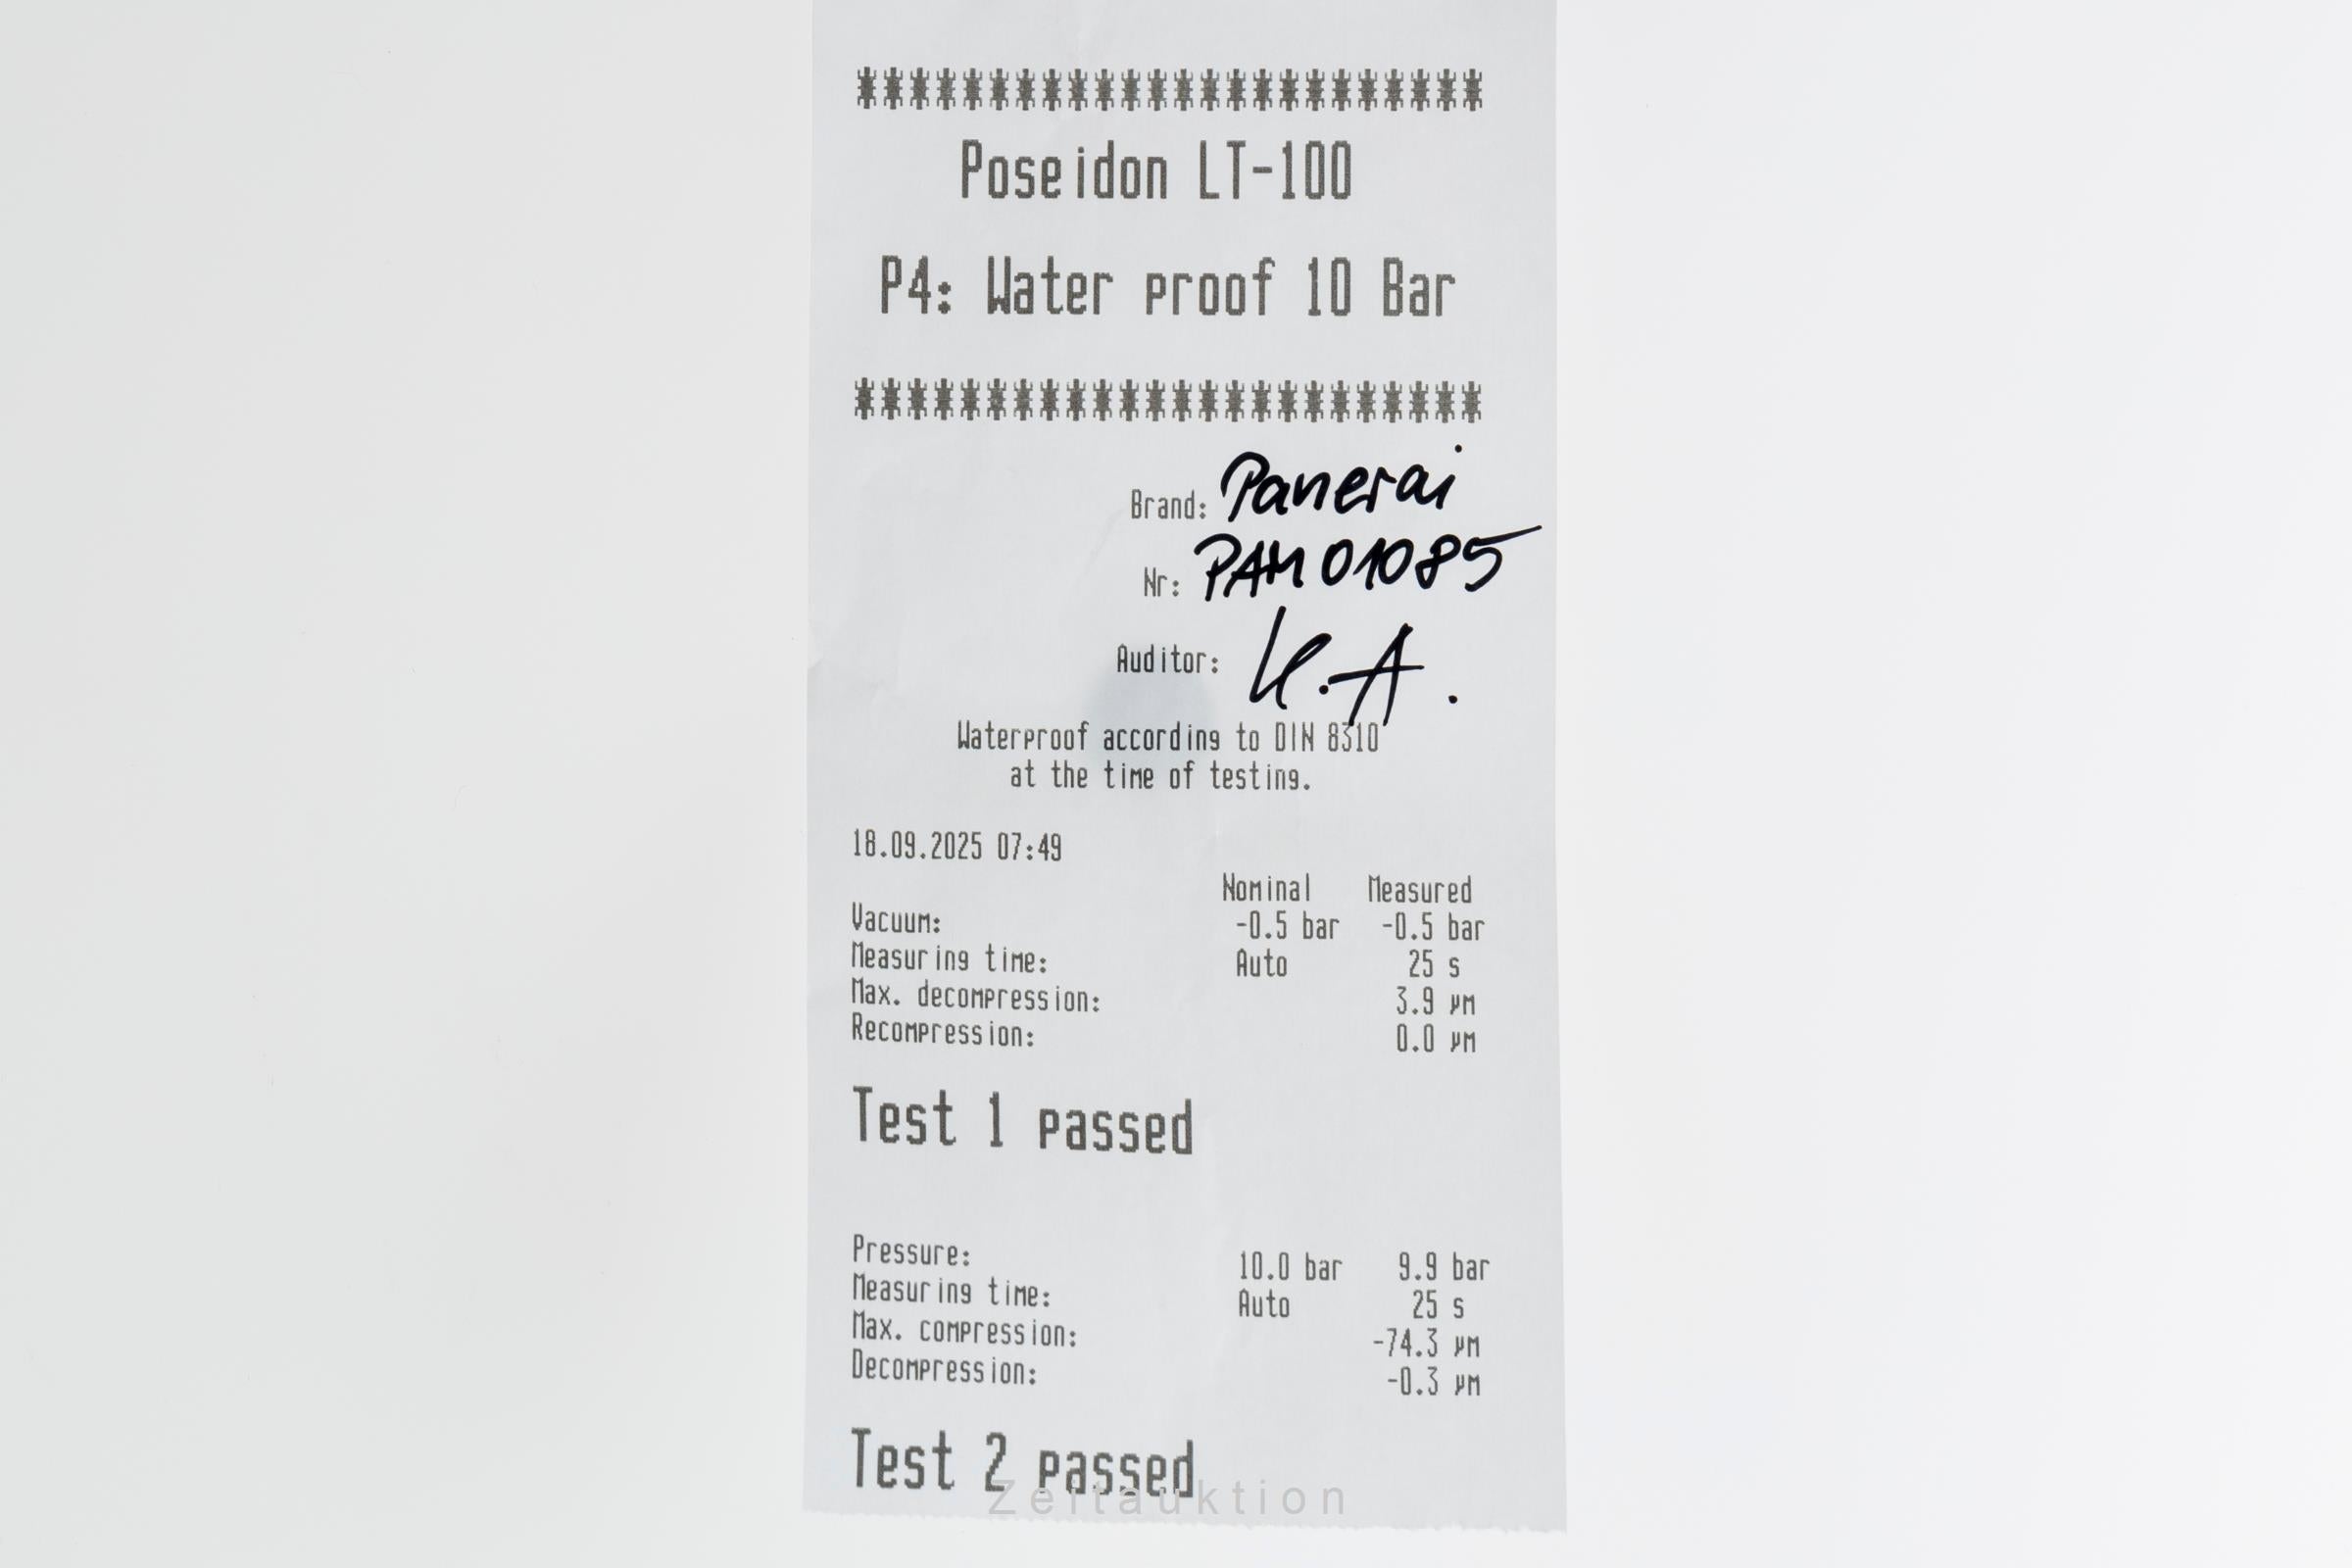 ************************
Poseidon LT-100
P4: Water proof 10 Bar
************************
Brand: Panerai
Nr: PAM01085
Auditor: K.A.
Waterproof according to DIN 8310
at the time of testing.
18.09.2025 07:49
Nominal Measured
Vacuum: -0.5 bar -0.5 bar
Measuring time: Auto 25 s
Max. decompression: 3.9 µm
Recompression: 0.0 µm
Test 1 passed
Pressure: 10.0 bar 9.9 bar
Measuring time: Auto 25 s
Max. compression: -74.3 µm
Decompression: -0.3 µm
Test 2 passed
Zeitauktion